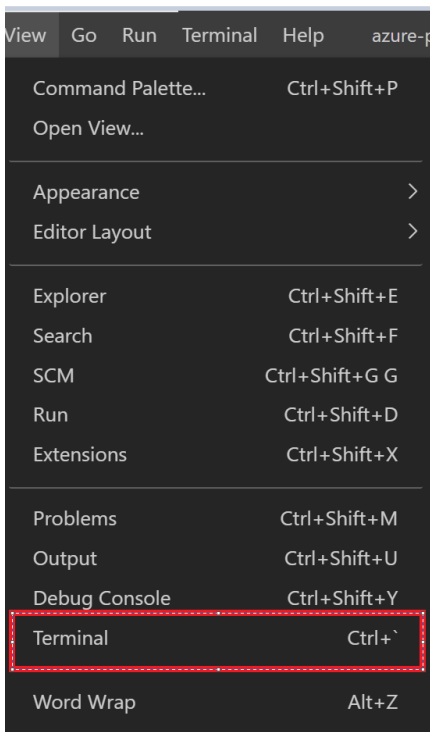 View Go Run Terminal Help azure-p
Command Palette... Ctrl+Shift+P
Open View...
Appearance
Editor Layout
Explorer Ctrl+Shift+E
Search Ctrl+Shift+F
SCM Ctrl+Shift+G G
Run Ctrl+Shift+D
Extensions Ctrl+Shift+X
Problems Ctrl+Shift+M
Output Ctrl+Shift+U
Debug Console Ctrl+Shift+Y
Terminal Ctrl+`
Word Wrap Alt+Z